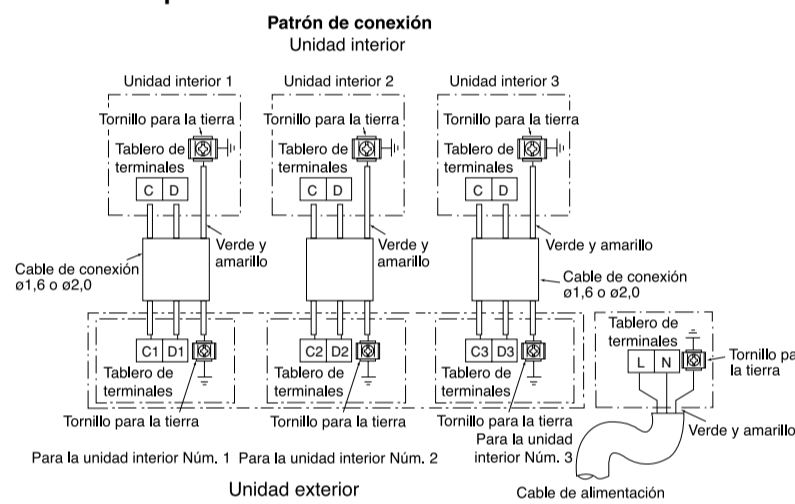 Patrón de conexión
Unidad interior
Unidad interior 1
Unidad interior 2
Unidad interior 3
Tornillo para la tierra
Tornillo para la tierra
Tornillo para la tierra
Tablero de
terminales
Tablero de
terminales
Tablero de
terminales
C D
C D
C D
Verde y
amarillo
Verde y
amarillo
Verde y amarillo
Cable de conexión
ø1,6 o ø2,0
Cable de conexión
ø1,6 o ø2,0
C1 D1
C2 D2
C3 D3
Tablero de
terminales
Tablero de
terminales
Tablero de
terminales
Tablero de
terminales
L N
Tornillo
la tierra
Tornillo para la tierra
Tornillo para la tierra
Tornillo para la tierra
Verde y amarillo
Para la unidad interior Núm. 1
Para la unidad interior Núm. 2
Para la unidad
interior Núm. 3
Unidad exterior
Cable de alimentación